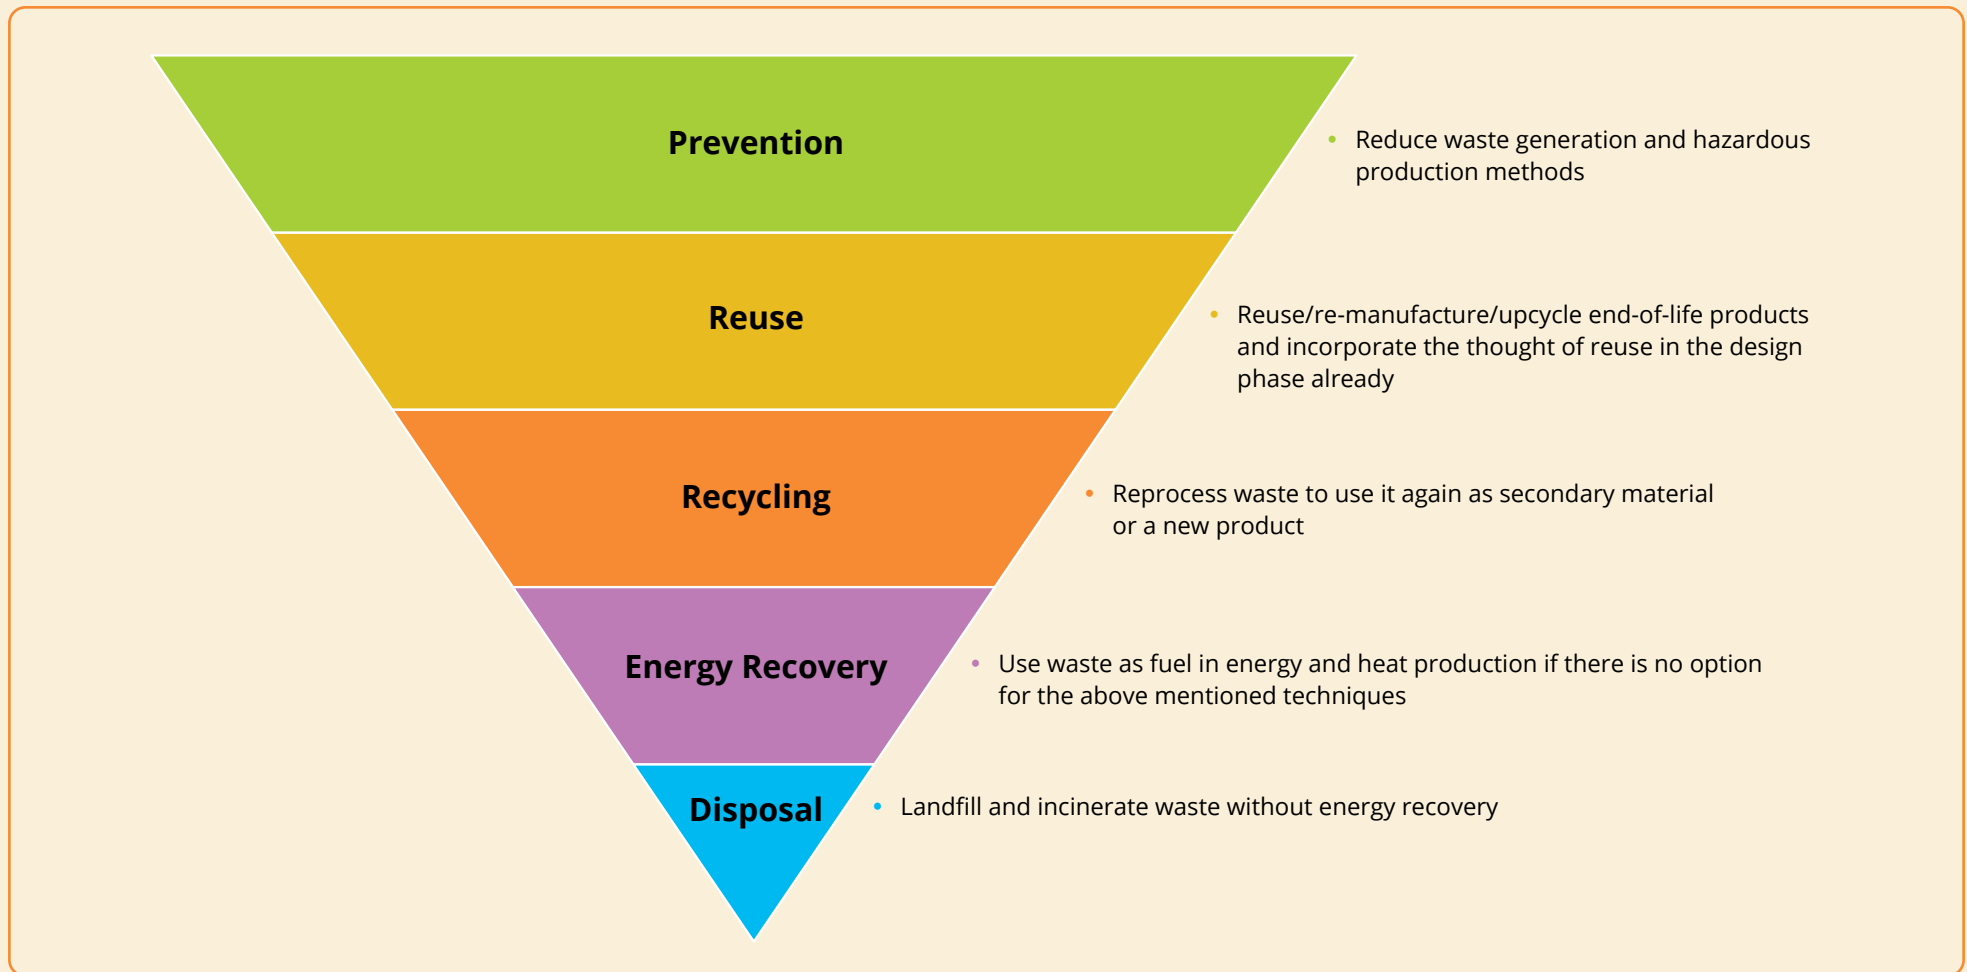 Prevention
• Reduce waste generation and hazardous
production methods
Reuse
• Reuse/re-manufacture/upcycle end-of-life products
and incorporate the thought of reuse in the design
phase already
Recycling
• Reprocess waste to use it again as secondary material
or a new product
Energy Recovery
• Use waste as fuel in energy and heat production if there is no option
for the above mentioned techniques
Disposal
• Landfill and incinerate waste without energy recovery